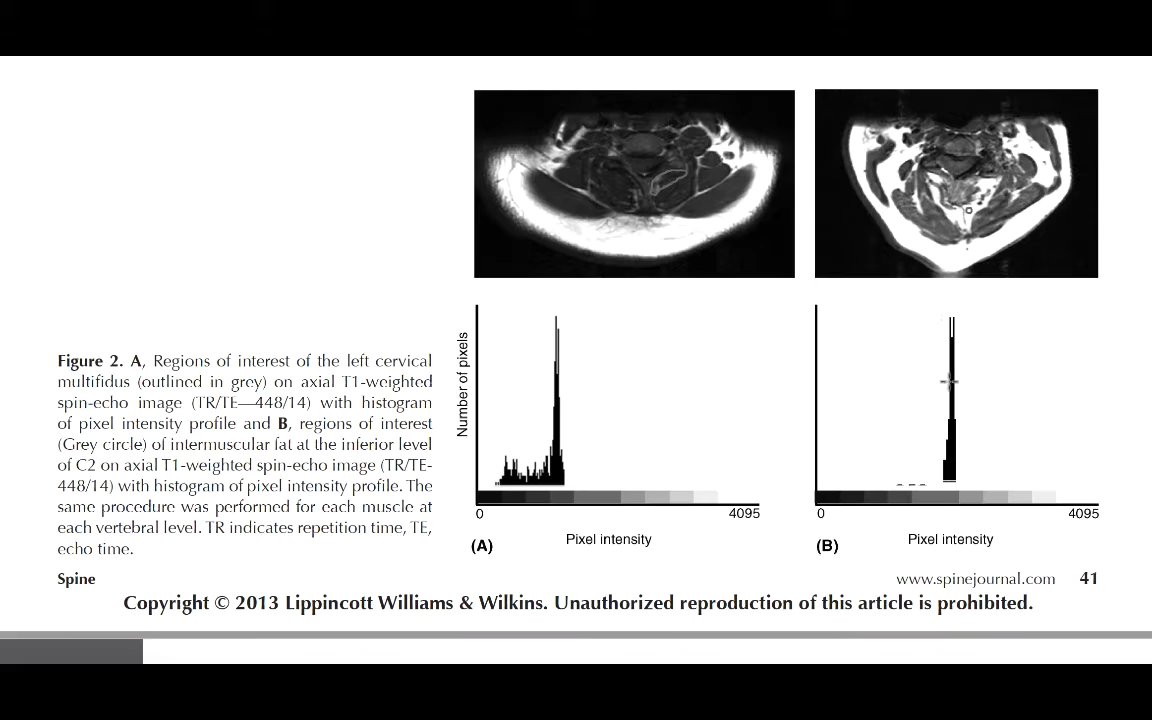 Figure 2. A, Regions of interest of the left cervical
multifidus (outlined in grey) on axial T1-weighted
spin-echo image (TR/TE—448/14) with histogram
of pixel intensity profile and B, regions of interest
(Grey circle) of intermuscular fat at the inferior level
of C2 on axial T1-weighted spin-echo image (TR/TE-
448/14) with histogram of pixel intensity profile. The
same procedure was performed for each muscle at
each vertebral level. TR indicates repetition time, TE,
echo time.
Number of pixels
0 4095
Pixel intensity
(A)
0 4095
Pixel intensity
(B)
Spine
www.spinejournal.com 41
Copyright © 2013 Lippincott Williams & Wilkins. Unauthorized reproduction of this article is prohibited.